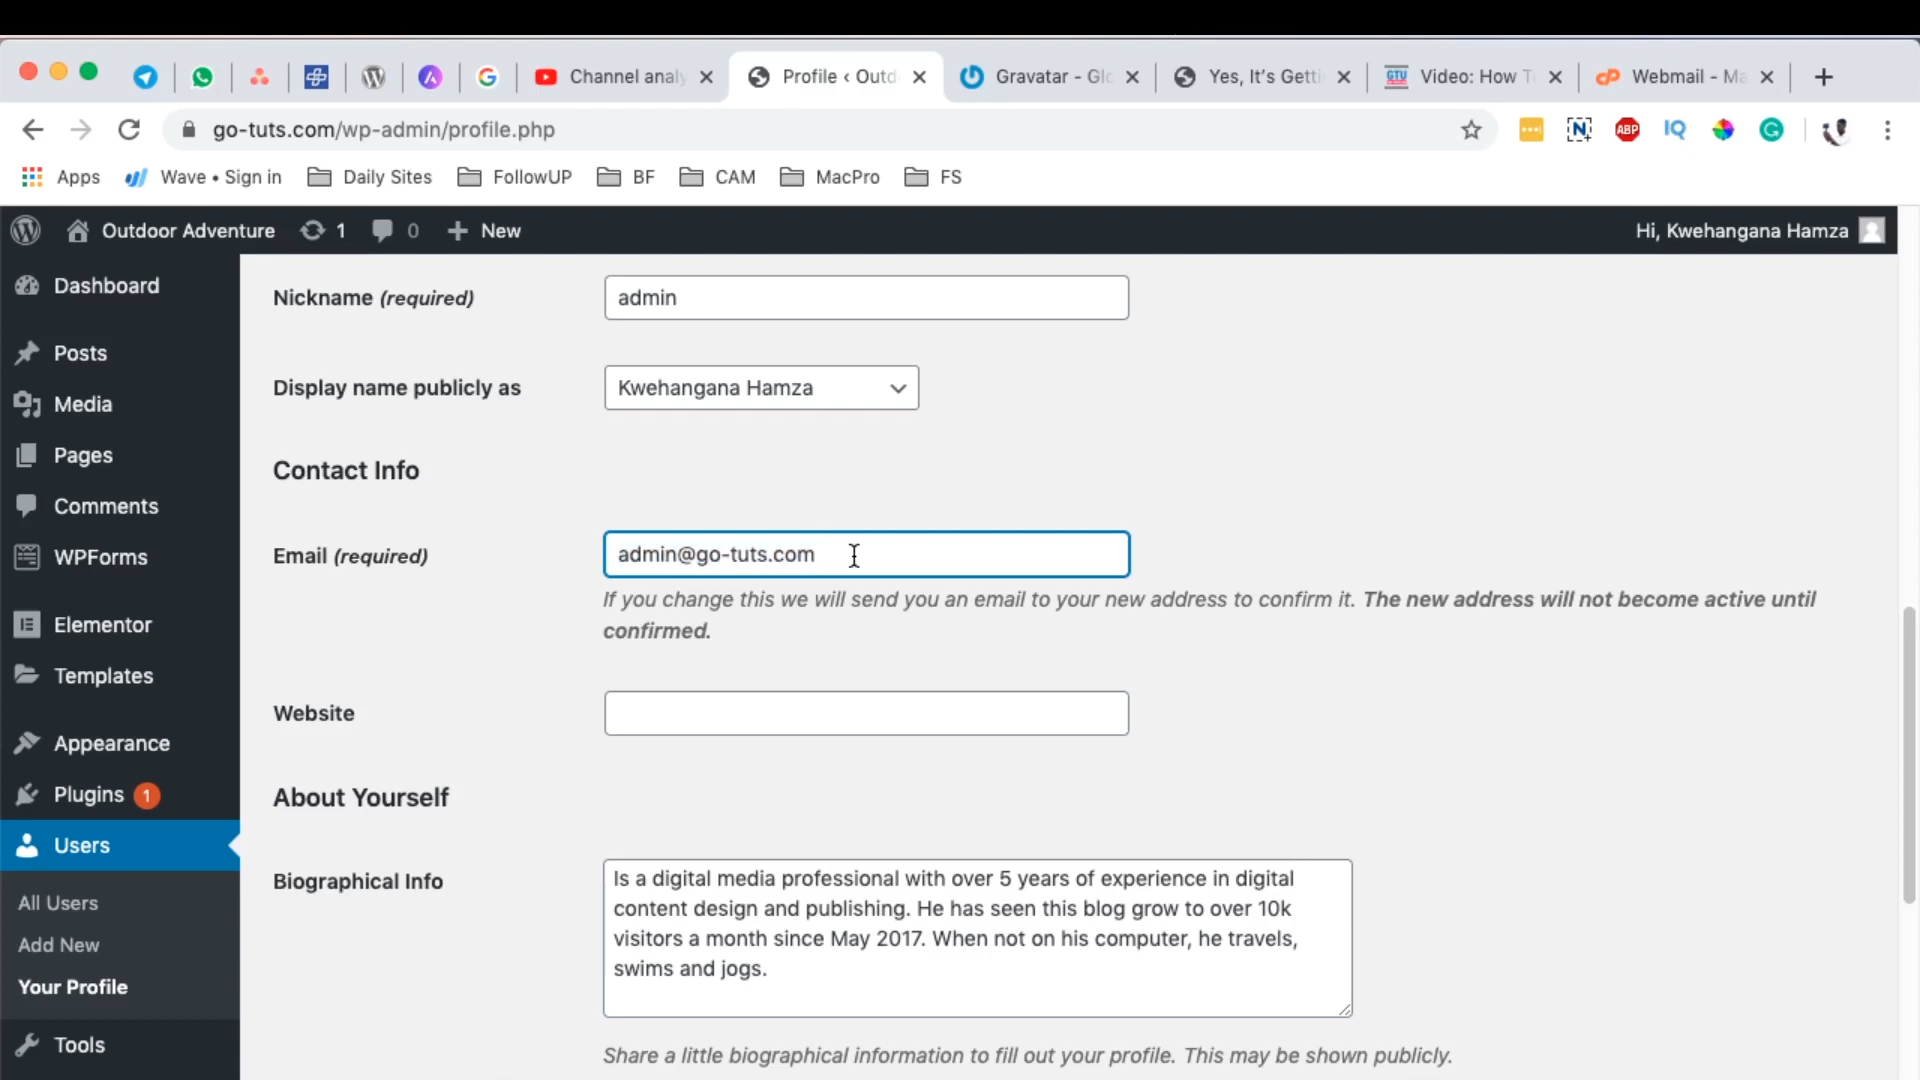 Channel analy
Profile ‹ Outd
Gravatar - Glo
Yes, It's Getti
GTU
Video: How T
cP
Webmail - Ma
go-tuts.com/wp-admin/profile.php
N
ABP
IQ
G
Apps
Wave • Sign in
Daily Sites
FollowUP
BF
CAM
MacPro
FS
Outdoor Adventure
1
0
New
Hi, Kwehangana Hamza
Dashboard
Posts
Media
Pages
Comments
WPForms
Elementor
Templates
Appearance
Plugins 1
Users
All Users
Add New
Your Profile
Tools
Nickname (required)
admin
Display name publicly as
Kwehangana Hamza
Contact Info
Email (required)
admin@go-tuts.com
If you change this we will send you an email to your new address to confirm it. The new address will not become active until
confirmed.
Website
About Yourself
Biographical Info
Is a digital media professional with over 5 years of experience in digital
content design and publishing. He has seen this blog grow to over 10k
visitors a month since May 2017. When not on his computer, he travels,
swims and jogs.
Share a little biographical information to fill out your profile. This may be shown publicly.